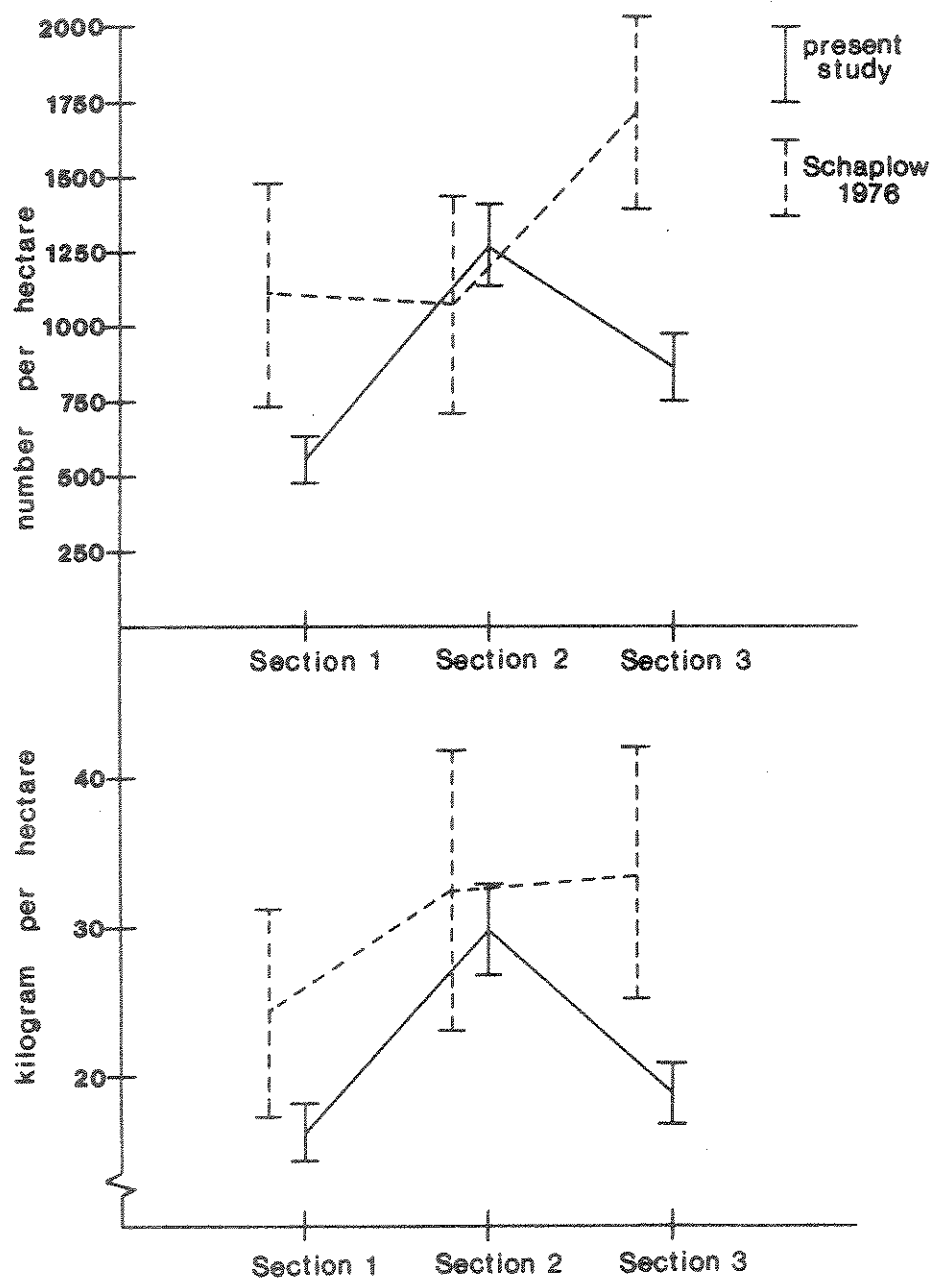 2000
1750
1500
1250
1000
750
500
250
number per hectare
present
study
Schaplow
1976
Section 1 Section 2 Section 3
40
30
20
kilogram per hectare
Section 1 Section 2 Section 3